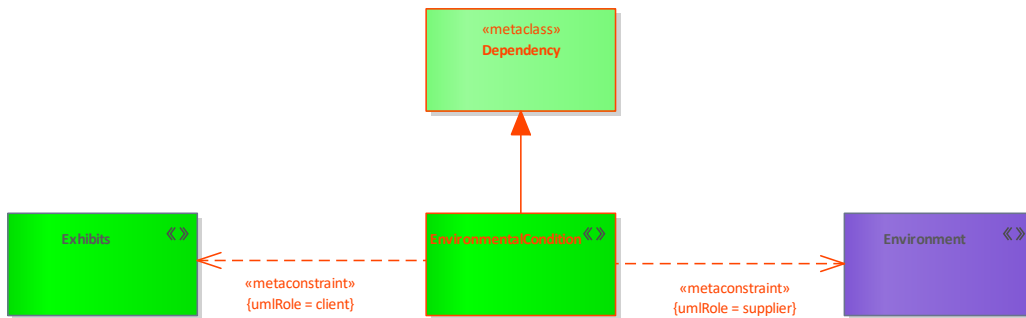 «metaclass»
Dependency
Exhibits
«»
EnvironmentalCondition
«»
Environment
«»
«metaconstraint»
{umlRole = client}
«metaconstraint»
{umlRole = supplier}